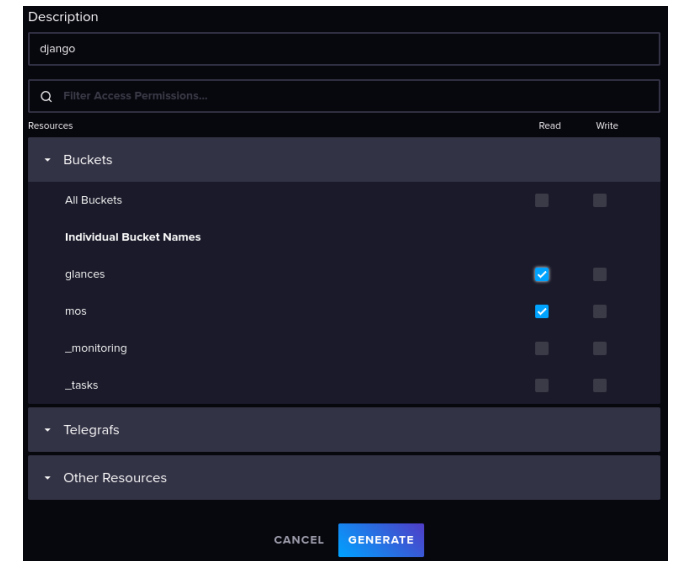 Description
django
Filter Access Permissions...
Resources Read Write
Buckets
All Buckets
Individual Bucket Names
glances
mos
_monitoring
_tasks
Telegrafs
Other Resources
CANCEL GENERATE